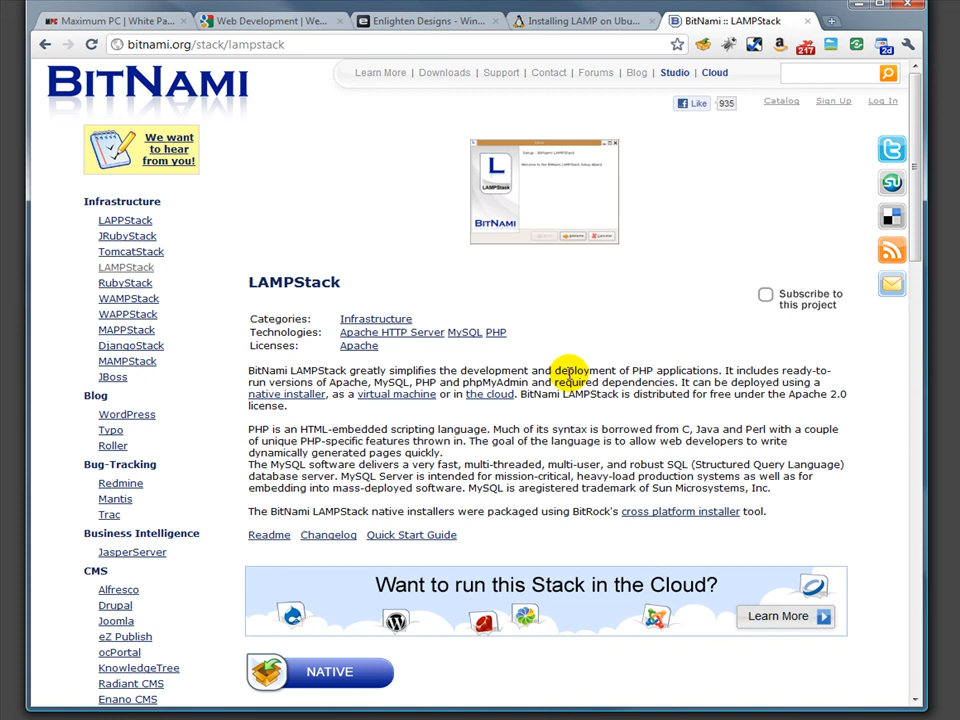 Maximum PC | White Pa...
Web Development | We...
Enlighten Designs - Win...
Installing LAMP on Ubu...
BitNami :: LAMPStack
bitnami.org/stack/lampstack
217
2d
BITNAMI
Learn More | Downloads | Support | Contact | Forums | Blog | Studio | Cloud
Like 935
Catalog Sign Up Log In
We want
to hear
from you!
Setup - BitNami LAMPStack
Welcome to the BitNami LAMPStack Setup Wizard
L
LAMPStack
BITNAMI
Infrastructure
LAPPStack
JRubyStack
TomcatStack
LAMPStack
RubyStack
WAMPStack
WAPPStack
MAPPStack
DjangoStack
MAMPStack
JBoss
Blog
WordPress
Typo
Roller
Bug-Tracking
Redmine
Mantis
Trac
Business Intelligence
JasperServer
CMS
Alfresco
Drupal
Joomla
eZ Publish
ocPortal
KnowledgeTree
Radiant CMS
Enano CMS
LAMPStack
Subscribe to
this project
Categories: Infrastructure
Technologies: Apache HTTP Server MySQL PHP
Licenses: Apache
BitNami LAMPStack greatly simplifies the development and deployment of PHP applications. It includes ready-to-
run versions of Apache, MySQL, PHP and phpMyAdmin and required dependencies. It can be deployed using a
native installer, as a virtual machine or in the cloud. BitNami LAMPStack is distributed for free under the Apache 2.0
license.
PHP is an HTML-embedded scripting language. Much of its syntax is borrowed from C, Java and Perl with a couple
of unique PHP-specific features thrown in. The goal of the language is to allow web developers to write
dynamically generated pages quickly.
The MySQL software delivers a very fast, multi-threaded, multi-user, and robust SQL (Structured Query Language)
database server. MySQL Server is intended for mission-critical, heavy-load production systems as well as for
embedding into mass-deployed software. MySQL is aregistered trademark of Sun Microsystems, Inc.
The BitNami LAMPStack native installers were packaged using BitRock's cross platform installer tool.
Readme Changelog Quick Start Guide
Want to run this Stack in the Cloud?
Learn More
NATIVE